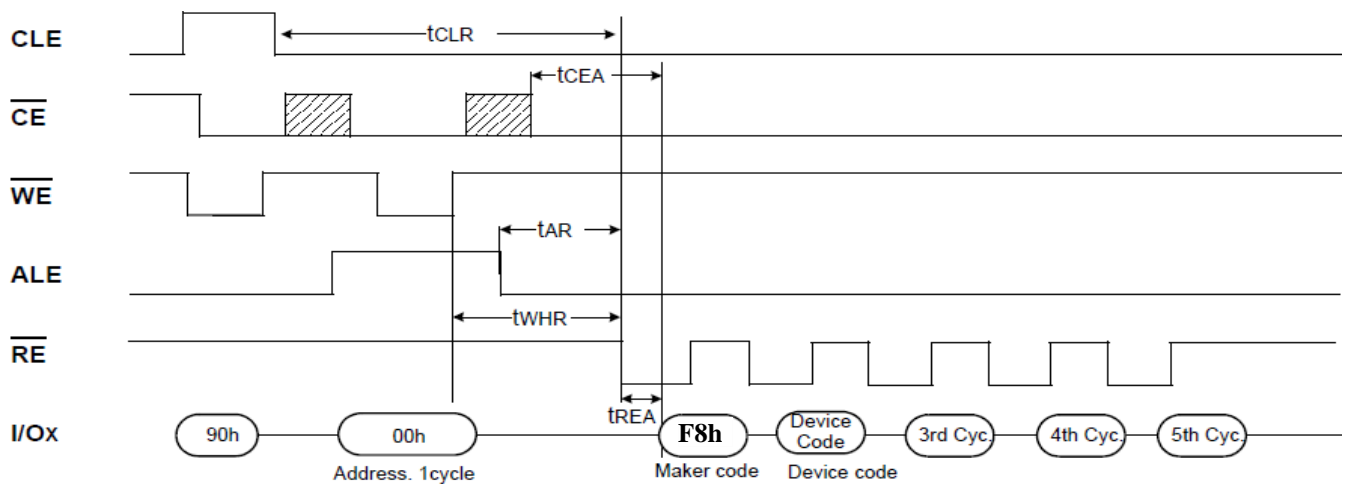 CLE
tCLR
tCEA
CE
WE
tAR
ALE
tWHR
RE
tREA
I/Ox
90h
00h
F8h
Device
Code
3rd Cyc.
4th Cyc.
5th Cyc.
Address. 1cycle
Maker code
Device code